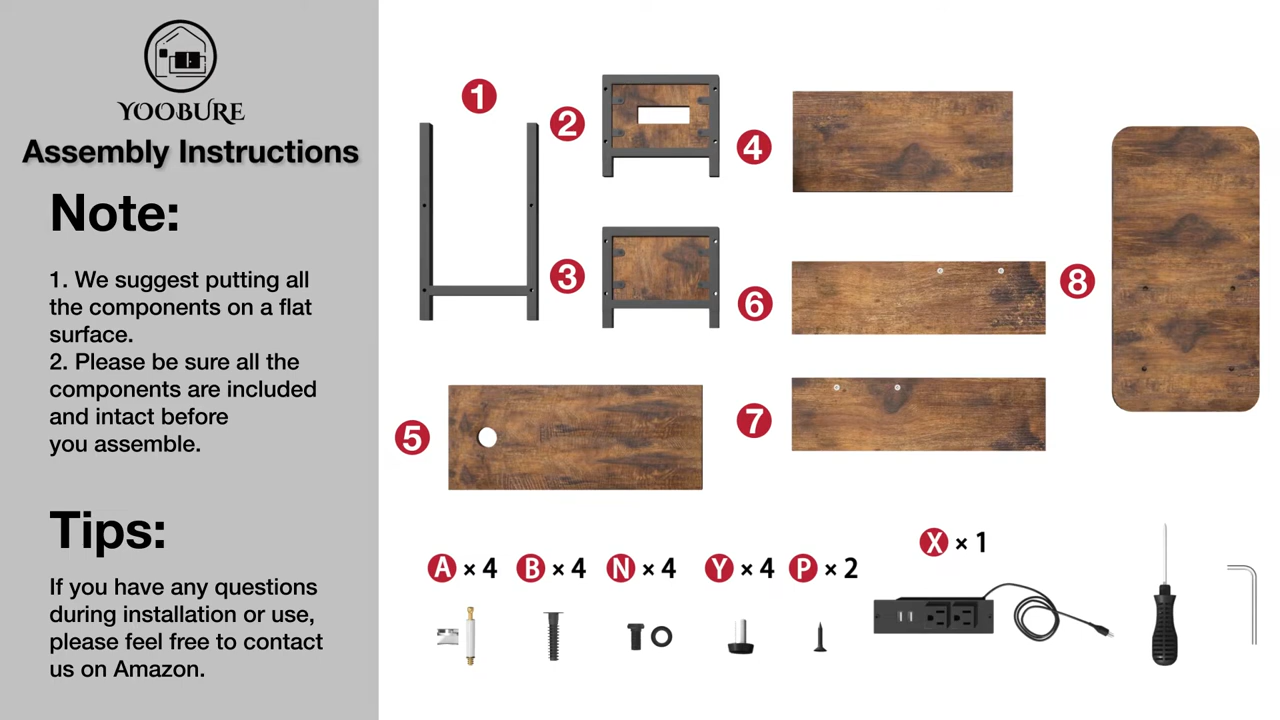 YOOBURE
Assembly Instructions
Note:
1. We suggest putting all
the components on a flat
surface.
2. Please be sure all the
components are included
and intact before
you assemble.
Tips:
If you have any questions
during installation or use,
please feel free to contact
us on Amazon.
1
2
3
4
5
6
7
8
A × 4
B × 4
N × 4
Y × 4
P × 2
X × 1